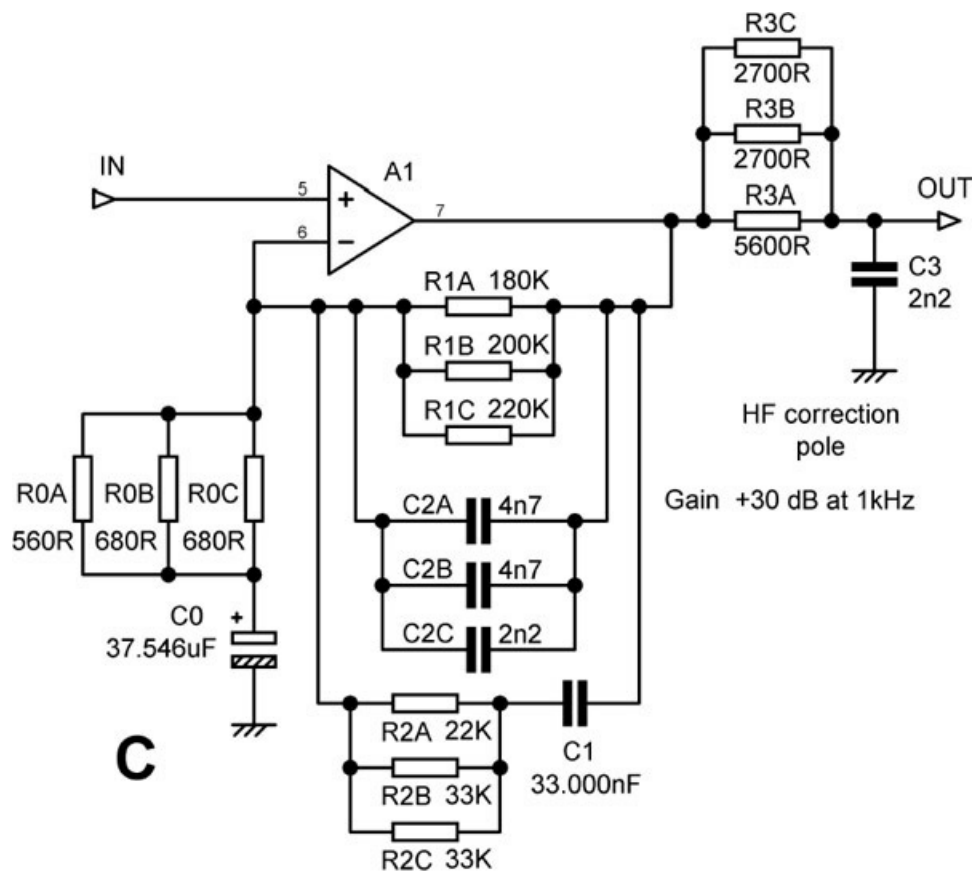 R3C
2700R
R3B
2700R
IN
A1
R3A
OUT
5
+
7
6
−
5600R
C3
2n2
R1A 180K
R1B 200K
R1C 220K
HF correction
pole
R0A R0B R0C
560R 680R 680R
C2A 4n7
Gain +30 dB at 1kHz
C2B 4n7
C0 +
37.546uF
C2C 2n2
R2A 22K
C1
33.000nF
R2B 33K
R2C 33K
C